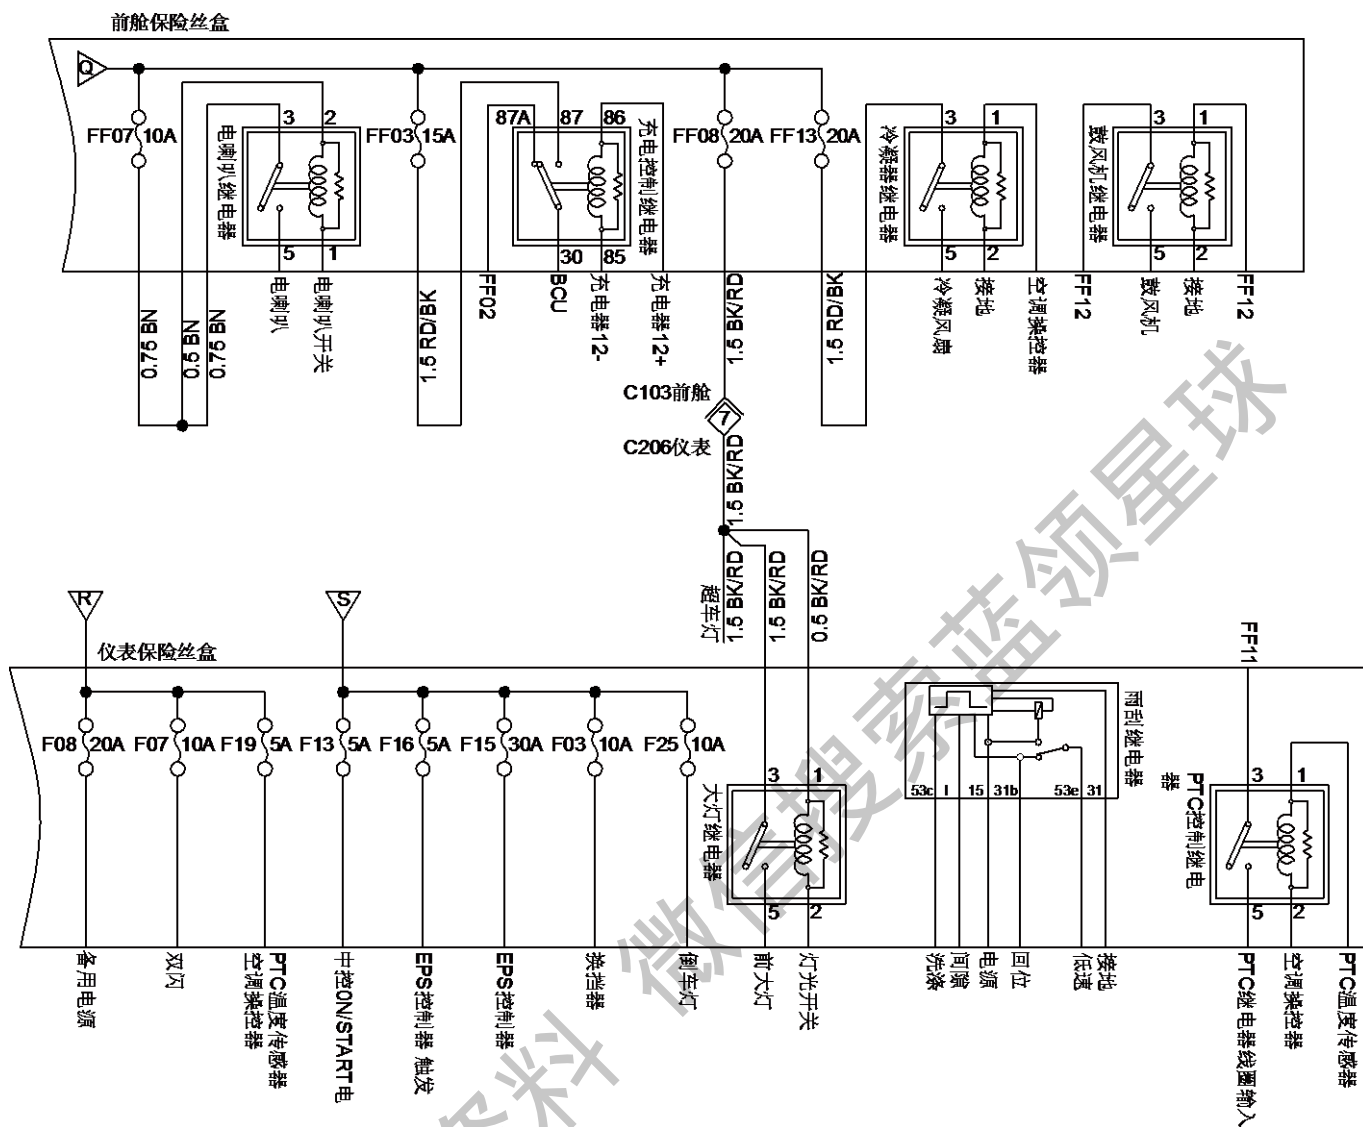 前舱保险丝盒
Q
FF07 10A
电喇叭继电器
3 2
5 1
FF03 15A
87A 87 86
30 85
充电控制继电器
FF08 20A
FF13 20A
冷凝器继电器
3 1
5 2
鼓风机继电器
3 1
5 2
0.75 BN
0.5 BN
0.75 BN
电喇叭
电喇叭开关
1.5 RD/BK
FF02
BCU
充电器12-
充电器12+
1.5 BK/RD
1.5 RD/BK
冷凝风扇
接地
空调操控器
FF12
鼓风机
接地
FF12
C103前舱
7
C206仪表
1.5 BK/RD
超车灯
1.5 BK/RD
1.5 BK/RD
0.5 BK/RD
R
S
FF11
仪表保险丝盒
F08 20A
F07 10A
F19 5A
F13 5A
F16 5A
F15 30A
F03 10A
F25 10A
大灯继电器
3 1
5 2
雨刮继电器
53c I 15 31b 53e 31
PTC控制继电器
3 1
5 2
备用电源
双闪
PTC温度传感器
空调操控器
中控ON/START电
EPS控制器 触发
EPS控制器
换挡器
倒车灯
前大灯
灯光开关
洗涤
间隙
电源
回位
低速
接地
PTC继电器线圈输入
空调操控器
PTC温度传感器
资料 微信搜索蓝领星球